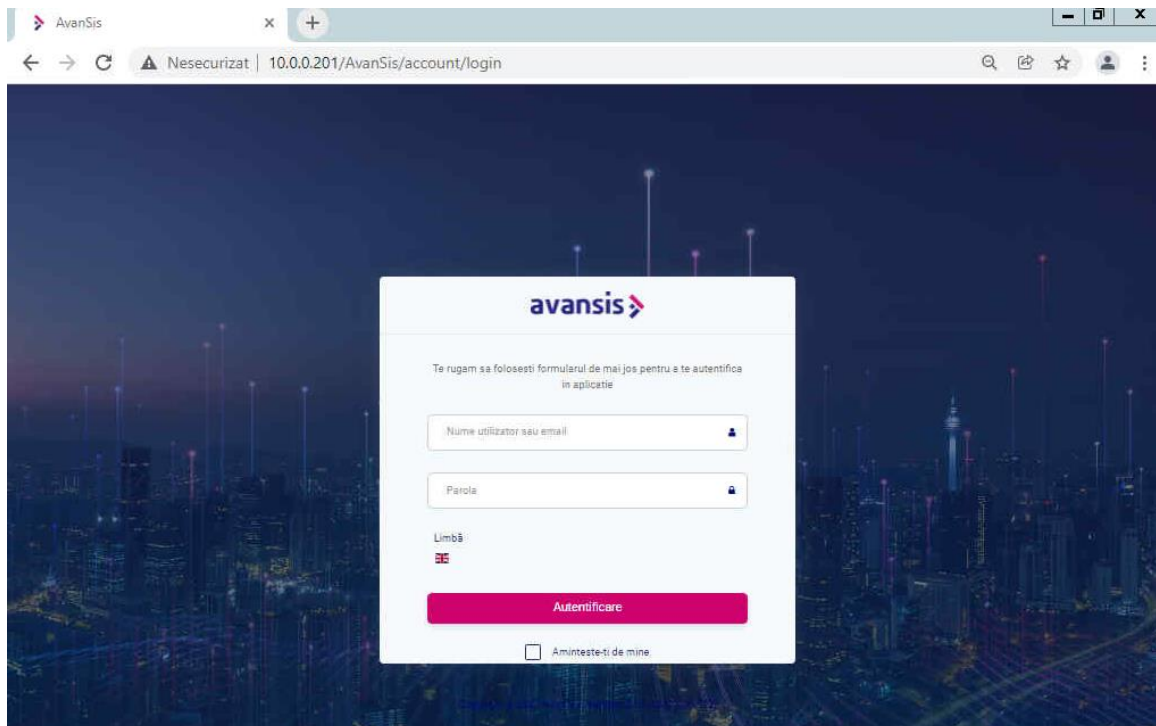 AvanSis
Nesecurizat | 10.0.0.201/AvanSis/account/login
avansis
Te rugam sa folosesti formularul de mai jos pentru a te autentifica
in aplicatie
Nume utilizator sau email
Parola
Limbă
Autentificare
Aminteste-ti de mine